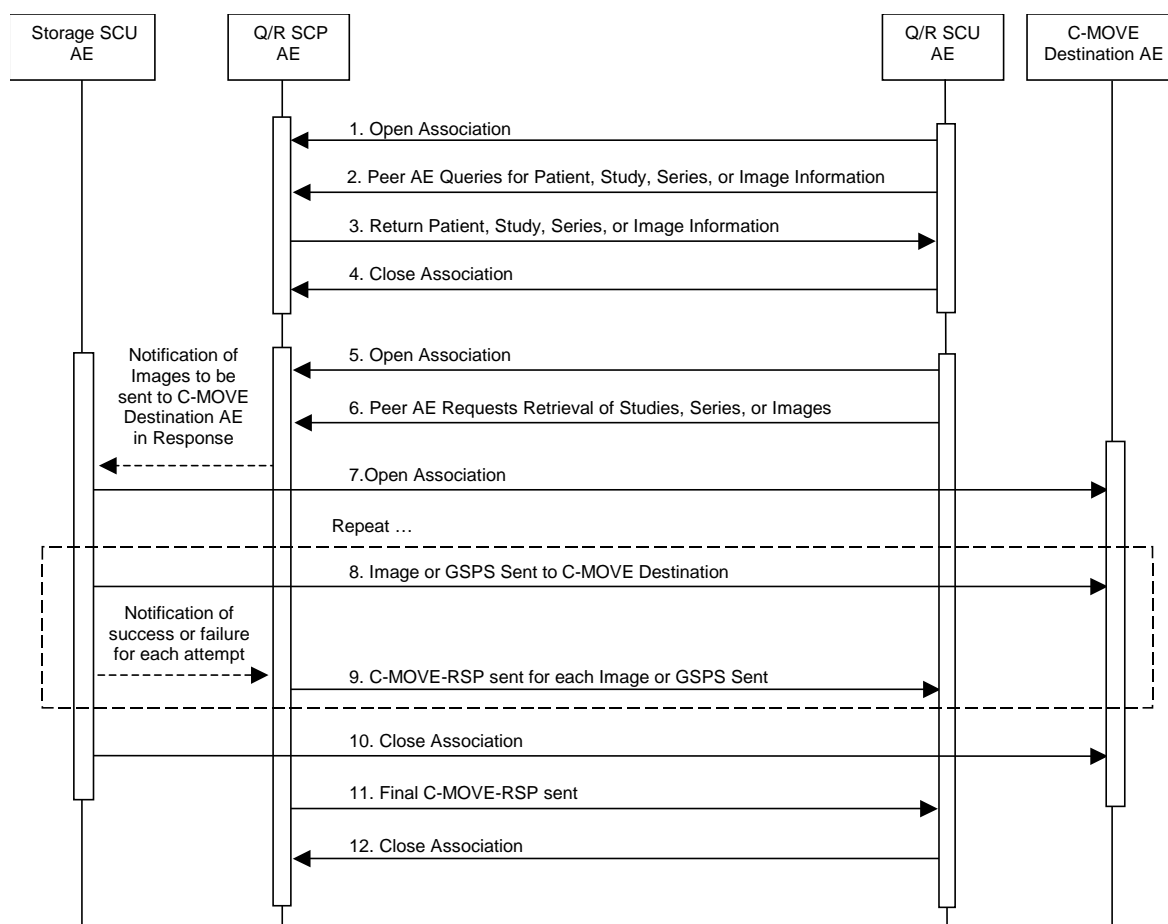 Storage SCU
AE
Q/R SCP
AE
Q/R SCU
AE
C-MOVE
Destination AE
1. Open Association
2. Peer AE Queries for Patient, Study, Series, or Image Information
3. Return Patient, Study, Series, or Image Information
4. Close Association
Notification of
Images to be
sent to C-MOVE
Destination AE
in Response
5. Open Association
6. Peer AE Requests Retrieval of Studies, Series, or Images
7.Open Association
Repeat …
8. Image or GSPS Sent to C-MOVE Destination
Notification of
success or failure
for each attempt
9. C-MOVE-RSP sent for each Image or GSPS Sent
10. Close Association
11. Final C-MOVE-RSP sent
12. Close Association